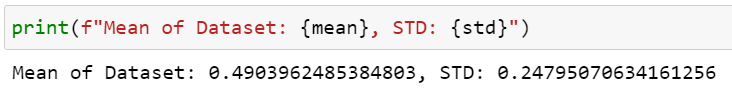 print(f"Mean of Dataset: {mean}, STD: {std}")
Mean of Dataset: 0.4903962485384803, STD: 0.24795070634161256